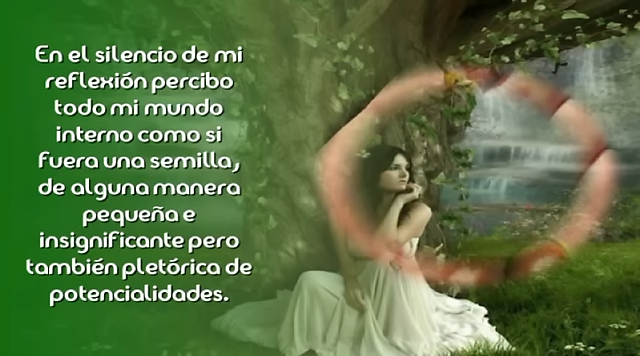 En el silencio de mi
reflexión percibo
todo mi mundo
interno como si
fuera una semilla,
de alguna manera
pequeña e
insignificante pero
también pletórica de
potencialidades.